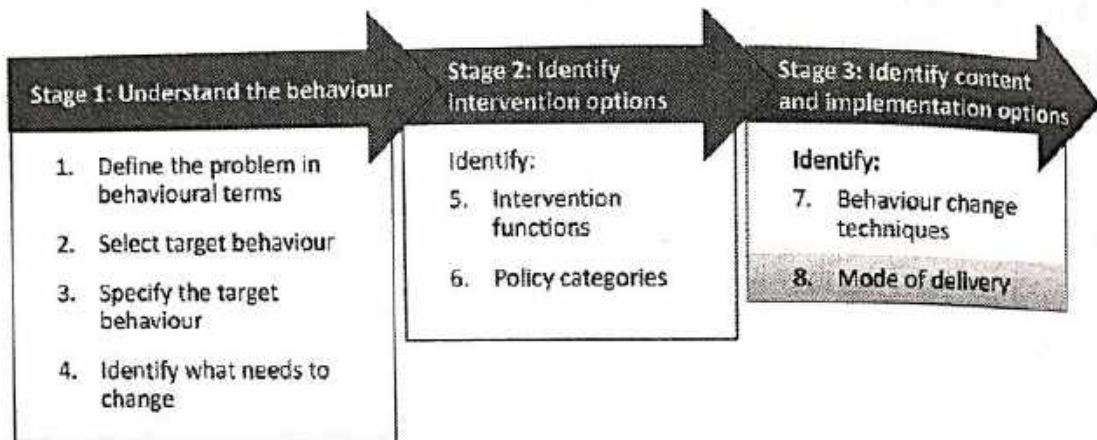 Stage 1: Understand the behaviour
1. Define the problem in
behavioural terms
2. Select target behaviour
3. Specify the target
behaviour
4. Identify what needs to
change
Stage 2: Identify
intervention options
Identify:
5. Intervention
functions
6. Policy categories
Stage 3: Identify content
and implementation options
Identify:
7. Behaviour change
techniques
8. Mode of delivery